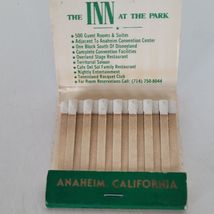 THE INN AT THE PARK
• 500 Guest Rooms & Suites
• Adjacent To Anaheim Convention Center
• One Block South Of Disneyland
• Complete Convention Facilities
• Overland Stage Restaurant
• Territorial Saloon
• Cafe Del Sol Family Restaurant
• Nightly Entertainment
• Tennisland Racquet Club
• For Room Reservations Call: (714) 750-8044
ANAHEIM, CALIFORNIA